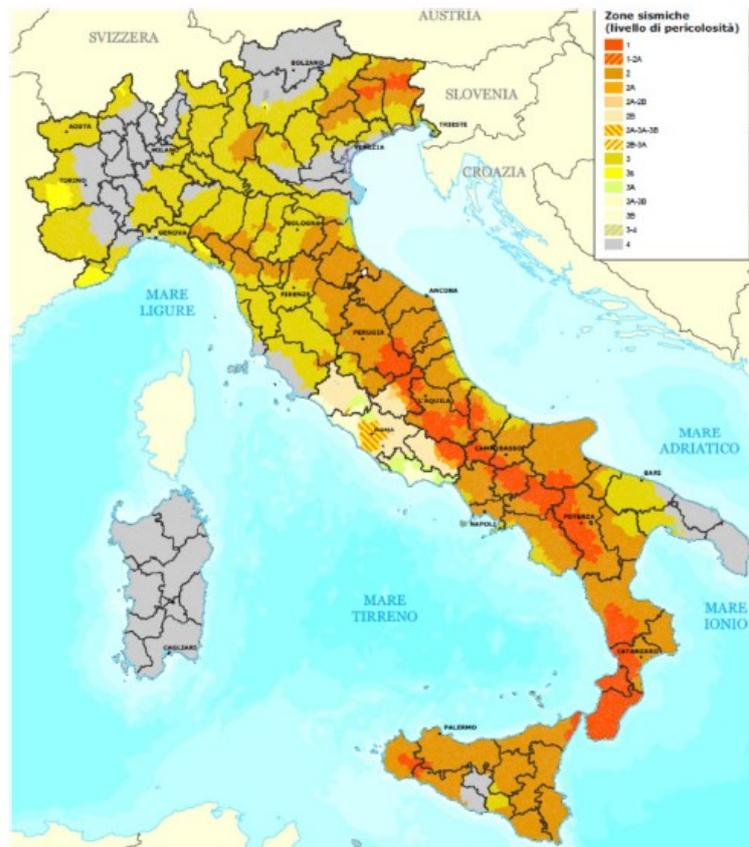 AUSTRIA
SVIZZERA
BOLZANO
SLOVENIA
AOSTA
TRIESTE
MILANO
VENEZIA
CROAZIA
TORINO
GENOVA
BOLOGNA
MARE
LIGURE
FIRENZE
ANCONA
PERUGIA
L'AQUILA
ROMA
CAMPOBASSO
MARE
ADRIATICO
BARI
NAPOLI
POTENZA
MARE
TIRRENO
MARE
IONIO
CAGLIARI
CATANZARO
PALERMO
Zone sismiche
(livello di pericolosità)
1
1-2A
2
2A
2A-2B
2B
2A-3A-3B
2B-3A
3
3s
3A
3A-3B
3B
3-4
4